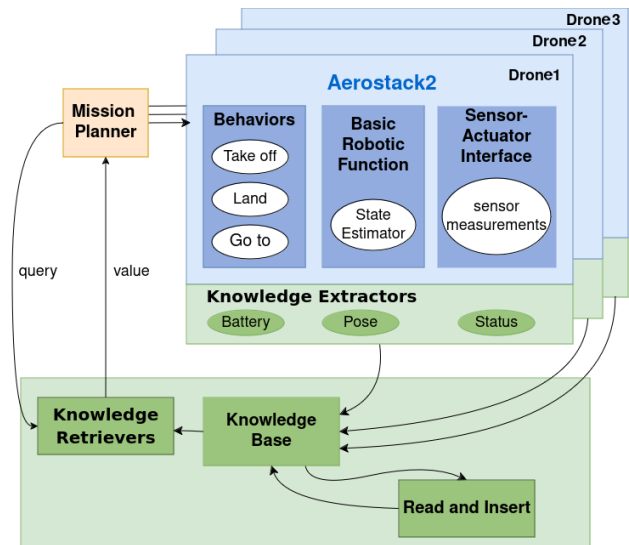 Drone3
Drone2
Drone1
Aerostack2
Mission
Planner
Behaviors
Take off
Land
Go to
Basic
Robotic
Function
State
Estimator
Sensor-
Actuator
Interface
sensor
measurements
query
value
Knowledge Extractors
Battery
Pose
Status
Knowledge
Retrievers
Knowledge
Base
Read and Insert